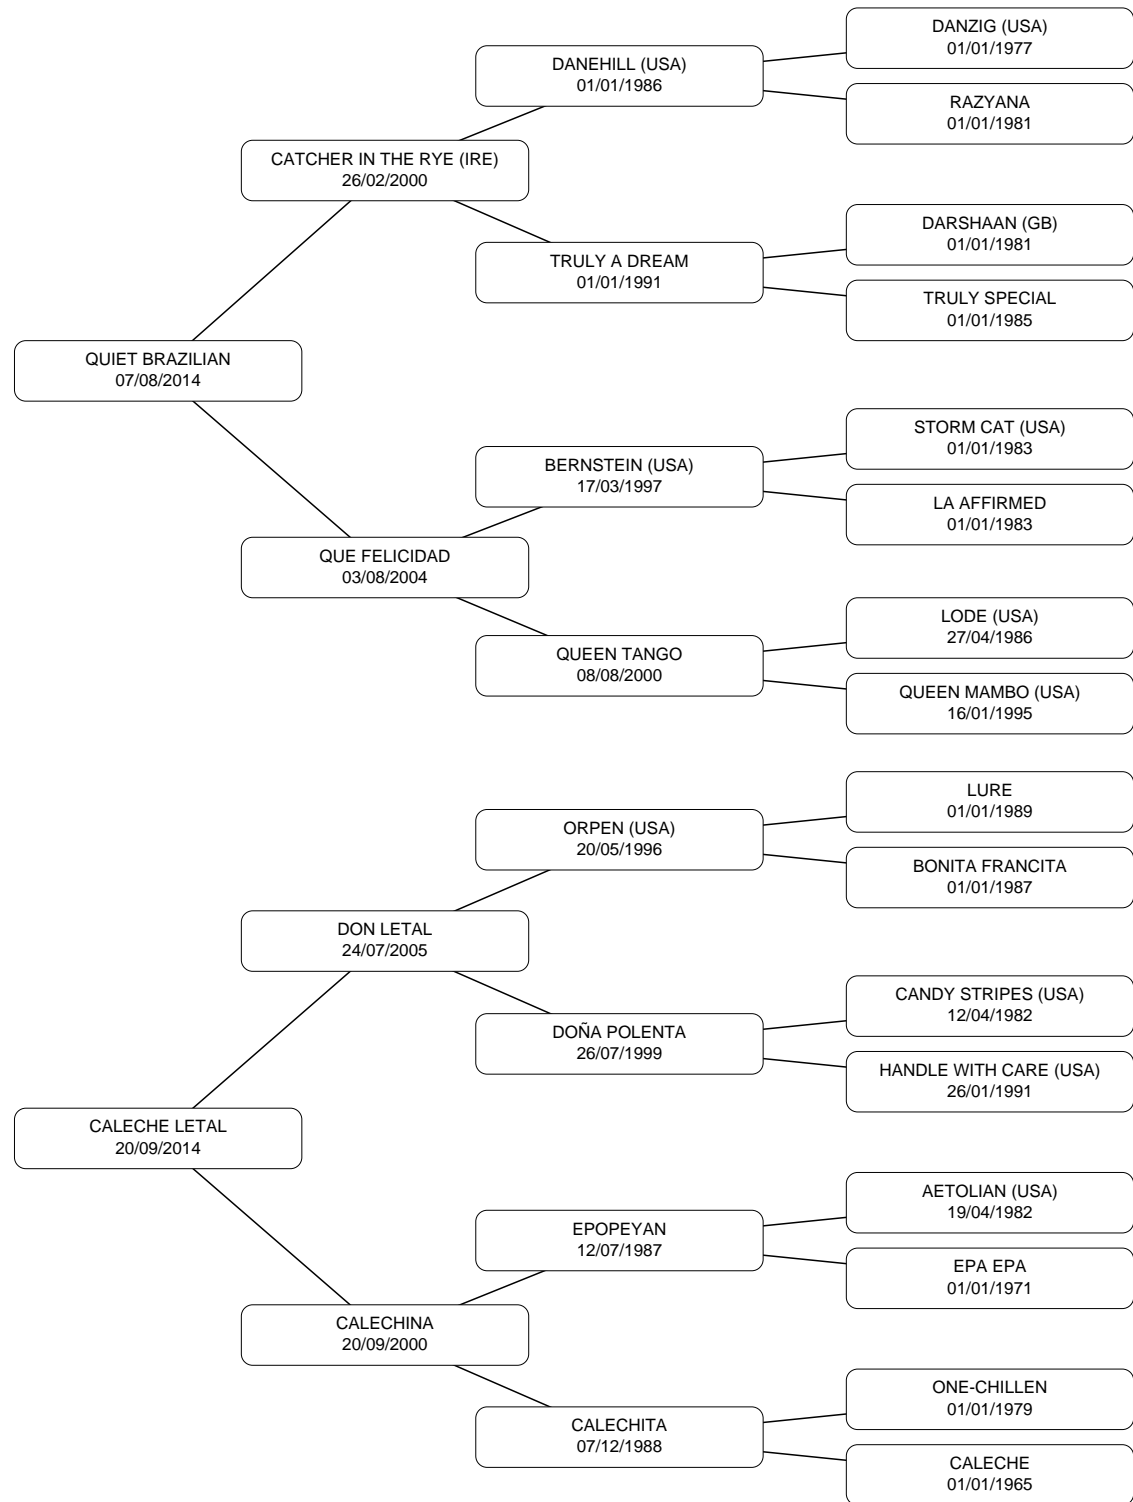 DANZIG (USA)
01/01/1977
DANEHILL (USA)
01/01/1986
RAZYANA
01/01/1981
CATCHER IN THE RYE (IRE)
26/02/2000
DARSHAAN (GB)
01/01/1981
TRULY A DREAM
01/01/1991
TRULY SPECIAL
01/01/1985
QUIET BRAZILIAN
07/08/2014
STORM CAT (USA)
01/01/1983
BERNSTEIN (USA)
17/03/1997
LA AFFIRMED
01/01/1983
QUE FELICIDAD
03/08/2004
LODE (USA)
27/04/1986
QUEEN TANGO
08/08/2000
QUEEN MAMBO (USA)
16/01/1995
LURE
01/01/1989
ORPEN (USA)
20/05/1996
BONITA FRANCITA
01/01/1987
DON LETAL
24/07/2005
CANDY STRIPES (USA)
12/04/1982
DOÑA POLENTA
26/07/1999
HANDLE WITH CARE (USA)
26/01/1991
CALECHE LETAL
20/09/2014
AETOLIAN (USA)
19/04/1982
EPOPEYAN
12/07/1987
EPA EPA
01/01/1971
CALECHINA
20/09/2000
ONE-CHILLEN
01/01/1979
CALECHITA
07/12/1988
CALECHE
01/01/1965